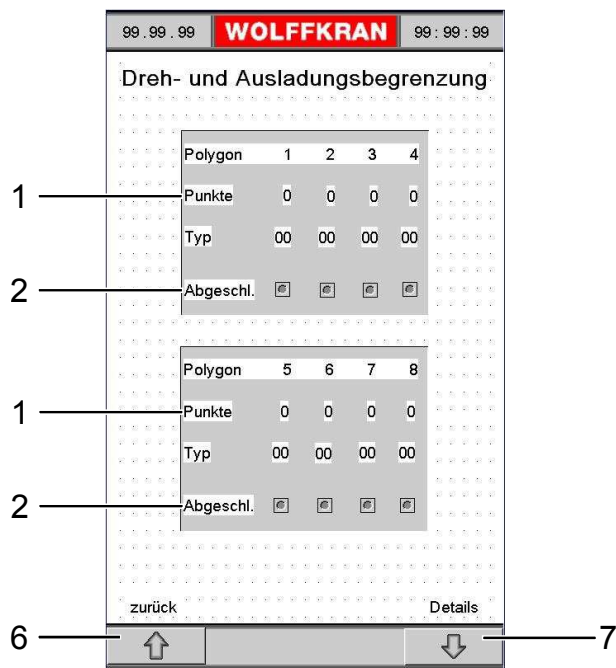 99.99.99 WOLFFKRAN 99:99:99
Dreh- und Ausladungsbegrenzung
Polygon 1 2 3 4
1 Punkte 0 0 0 0
Typ 00 00 00 00
2 Abgeschl.
Polygon 5 6 7 8
1 Punkte 0 0 0 0
Typ 00 00 00 00
2 Abgeschl.
zurück Details
6 7